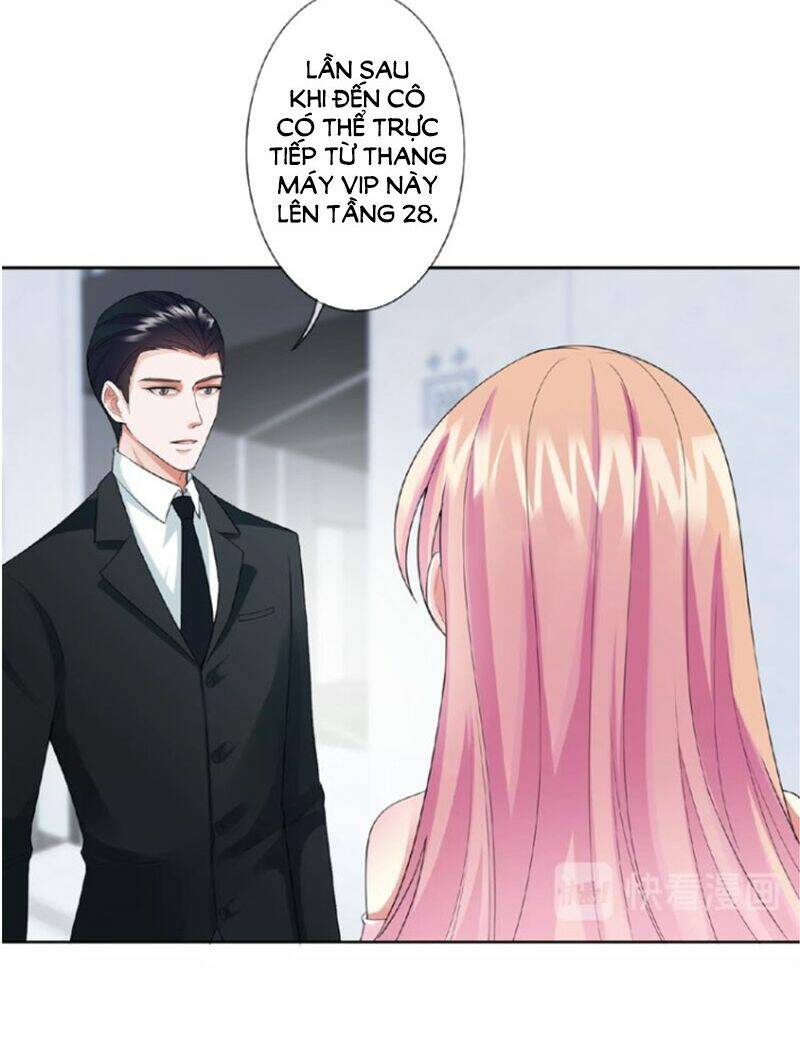 LẦN SAU
KHI ĐẾN CÔ
CÓ THỂ TRỰC
TIẾP TỪ THANG
MÁY VIP NÀY
LÊN TẦNG 28.
快看漫画